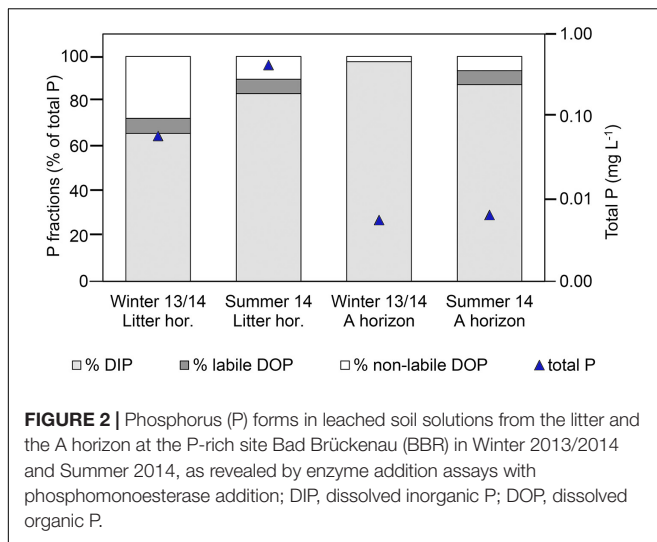 100
80
60
40
20
0
P fractions (% of total P)
1.00
0.10
0.01
0.00
Total P (mg L⁻¹)
Winter 13/14 Summer 14 Winter 13/14 Summer 14
Litter hor. Litter hor. A horizon A horizon
% DIP % labile DOP % non-labile DOP total P
FIGURE 2 | Phosphorus (P) forms in leached soil solutions from the litter and
the A horizon at the P-rich site Bad Brückenau (BBR) in Winter 2013/2014
and Summer 2014, as revealed by enzyme addition assays with
phosphomonoesterase addition; DIP, dissolved inorganic P; DOP, dissolved
organic P.